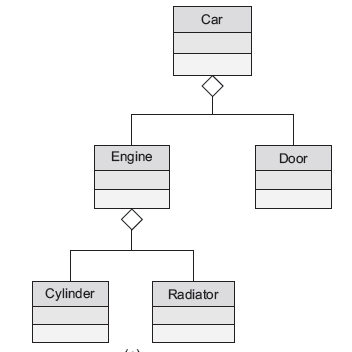 Car
Engine
Door
Cylinder
Radiator